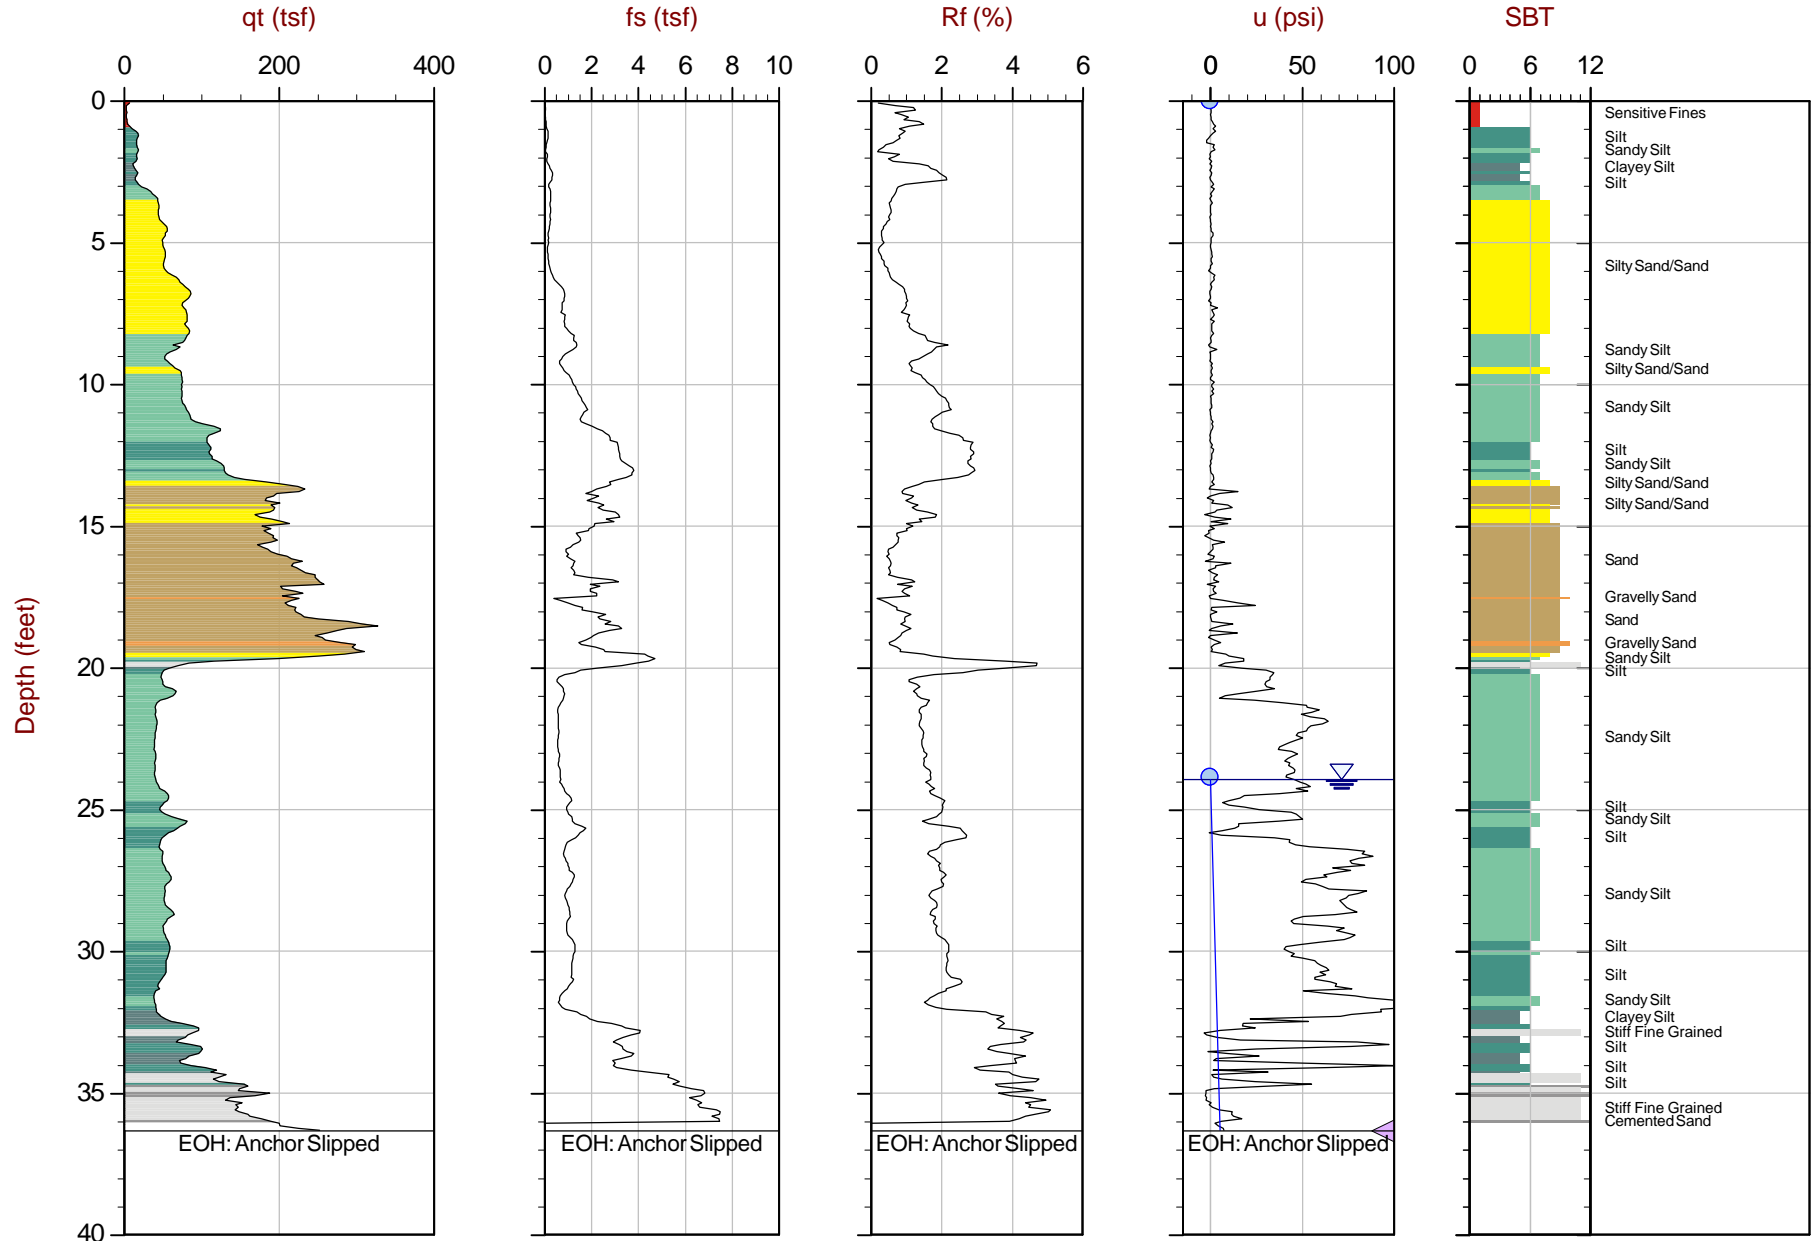 qt (tsf) fs (tsf) Rf (%) u (psi) SBT
0 200 400 0 2 4 6 8 10 0 2 4 6 0 50 100 0 6 12
0
5
10
15
20
25
30
35
40
Depth (feet)
Sensitive Fines
Silt
Sandy Silt
Clayey Silt
Silt
Silty Sand/Sand
Sandy Silt
Silty Sand/Sand
Sandy Silt
Silt
Sandy Silt
Silty Sand/Sand
Silty Sand/Sand
Sand
Gravelly Sand
Sand
Gravelly Sand
Sandy Silt
Silt
Sandy Silt
Silt
Sandy Silt
Silt
Sandy Silt
Silt
Silt
Sandy Silt
Clayey Silt
Stiff Fine Grained
Silt
Silt
Silt
Stiff Fine Grained
Cemented Sand
EOH: Anchor Slipped EOH: Anchor Slipped EOH: Anchor Slipped EOH: Anchor Slipped